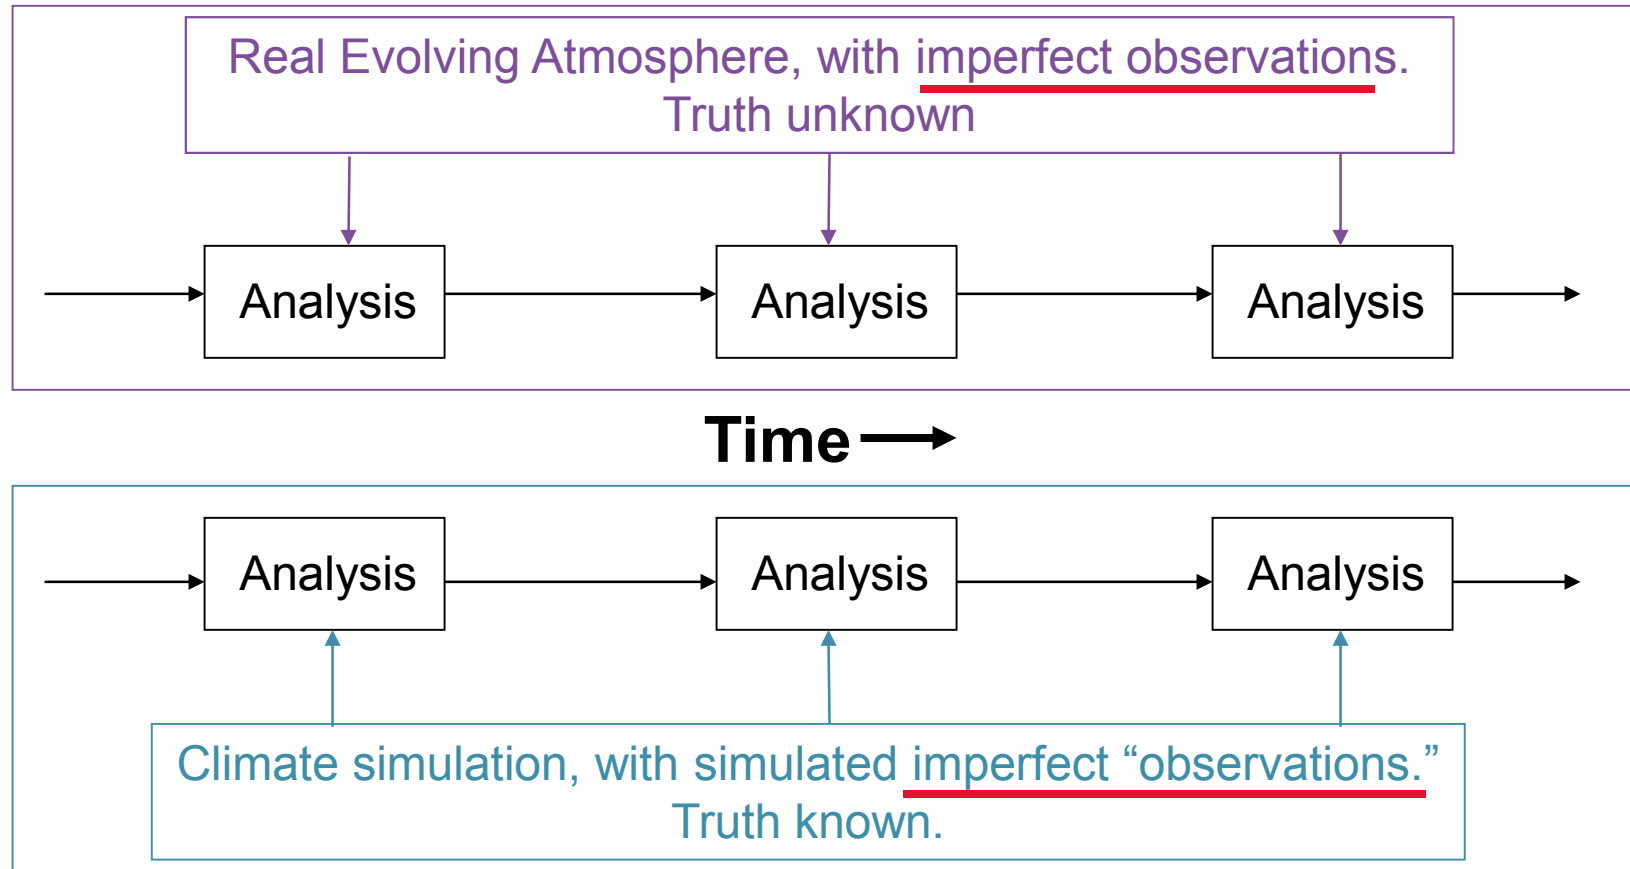 Real Evolving Atmosphere, with imperfect observations.
Truth unknown
Analysis
Analysis
Analysis
Time
Analysis
Analysis
Analysis
Climate simulation, with simulated imperfect “observations.”
Truth known.